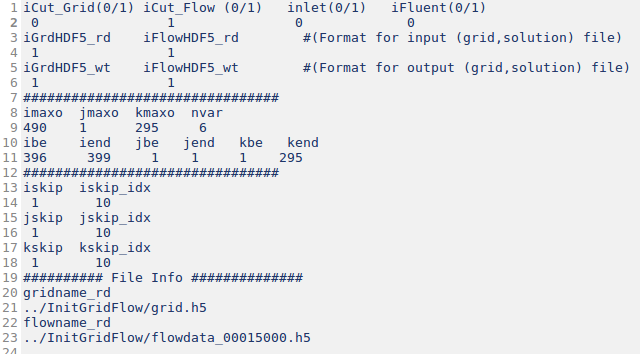 1 iCut_Grid(0/1) iCut_Flow (0/1) inlet(0/1) iFluent(0/1)
2 0 1 0 0
3 iGrdHDF5_rd iFlowHDF5_rd #(Format for input (grid,solution) file)
4 1 1
5 iGrdHDF5_wt iFlowHDF5_wt #(Format for output (grid,solution) file)
6 1 1
7 ################################
8 imaxo jmaxo kmaxo nvar
9 490 1 295 6
10 ibe iend jbe jend kbe kend
11 396 399 1 1 1 295
12 ################################
13 iskip iskip_idx
14 1 10
15 jskip jskip_idx
16 1 10
17 kskip kskip_idx
18 1 10
19 ########## File Info ##############
20 gridname_rd
21 ../InitGridFlow/grid.h5
22 flowname_rd
23 ../InitGridFlow/flowdata_00015000.h5
24